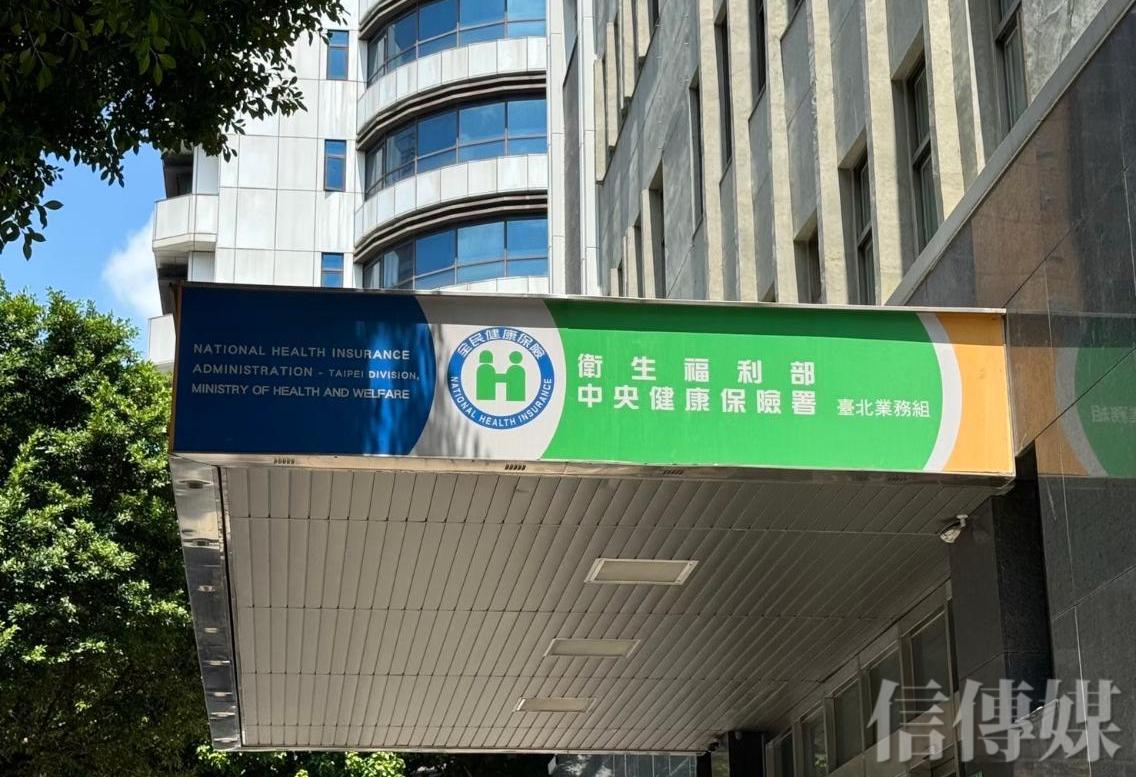 NATIONAL HEALTH INSURANCE
ADMINISTRATION - TAIPEI DIVISION,
MINISTRY OF HEALTH AND WELFARE
全民健康保險
NATIONAL HEALTH INSURANCE
衛生福利部
中央健康保險署 臺北業務組
信傳媒